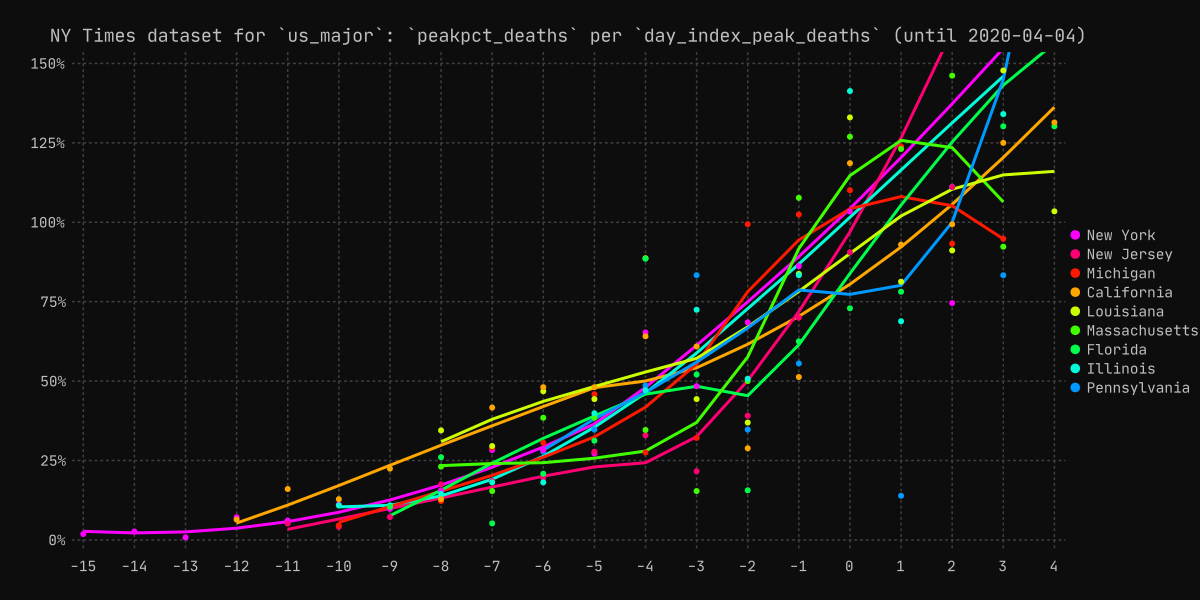 NY Times dataset for `us_major`: `peakpct_deaths` per `day_index_peak_deaths` (until 2020-04-04)
150%
125%
100%
75%
50%
25%
0%
-15 -14 -13 -12 -11 -10 -9 -8 -7 -6 -5 -4 -3 -2 -1 0 1 2 3 4
New York
New Jersey
Michigan
California
Louisiana
Massachusetts
Florida
Illinois
Pennsylvania